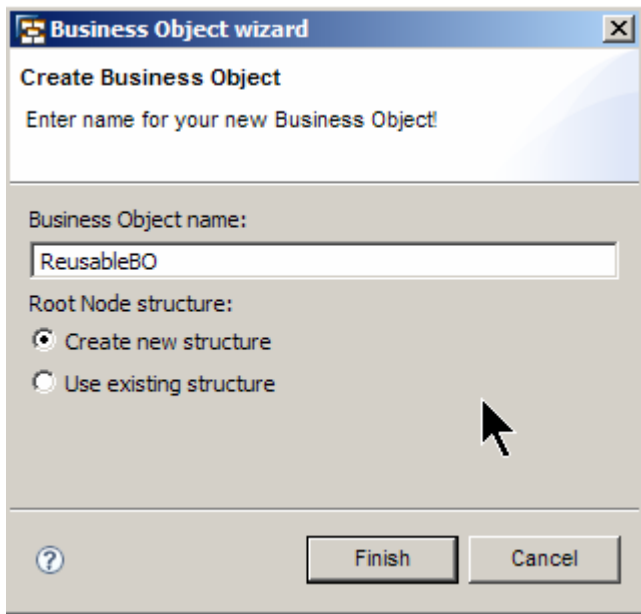 Business Object wizard
Create Business Object
Enter name for your new Business Object!
Business Object name:
ReusableBO
Root Node structure:
Create new structure
Use existing structure
?
Finish
Cancel